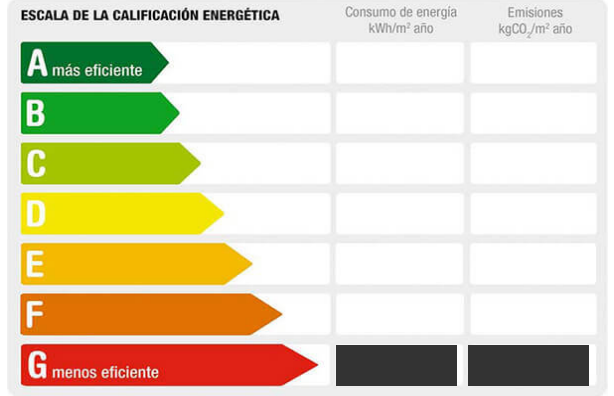 ESCALA DE LA CALIFICACIÓN ENERGÉTICA
Consumo de energía
kWh/m² año
Emisiones
kgCO₂/m² año
A más eficiente
B
C
D
E
F
G menos eficiente